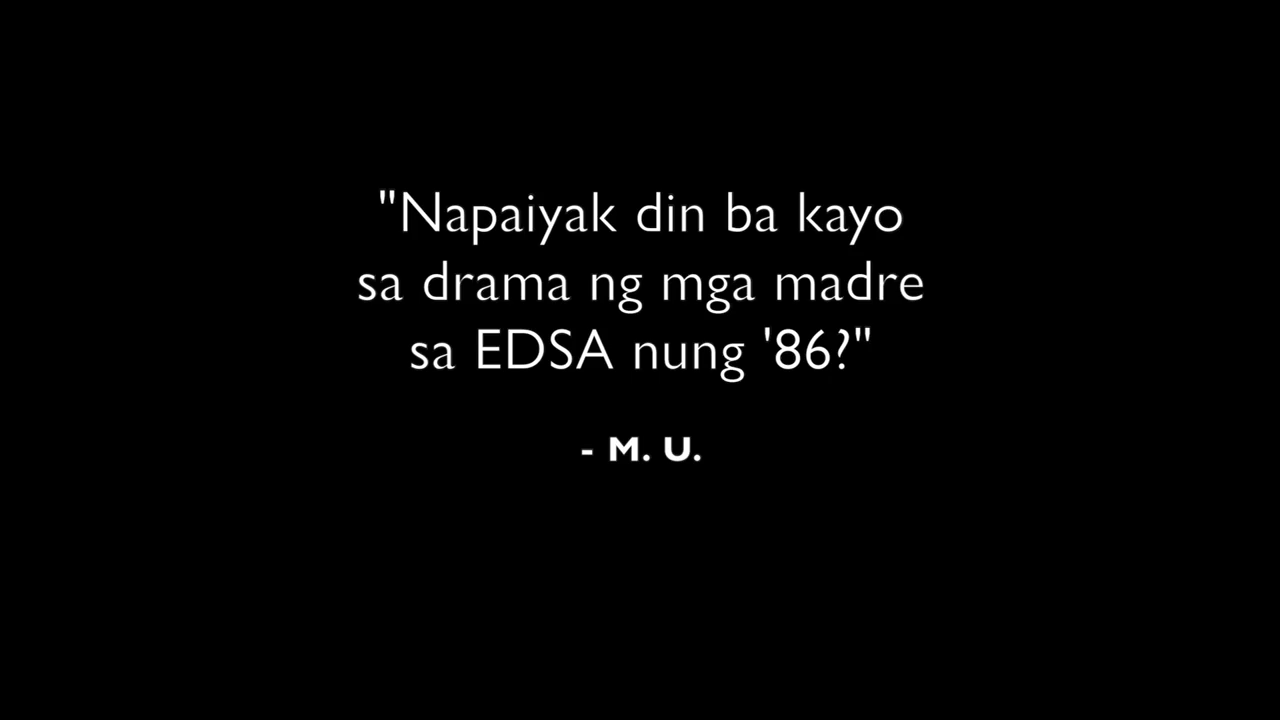 "Napaiyak din ba kayo
sa drama ng mga madre
sa EDSA nung '86?"
- M. U.